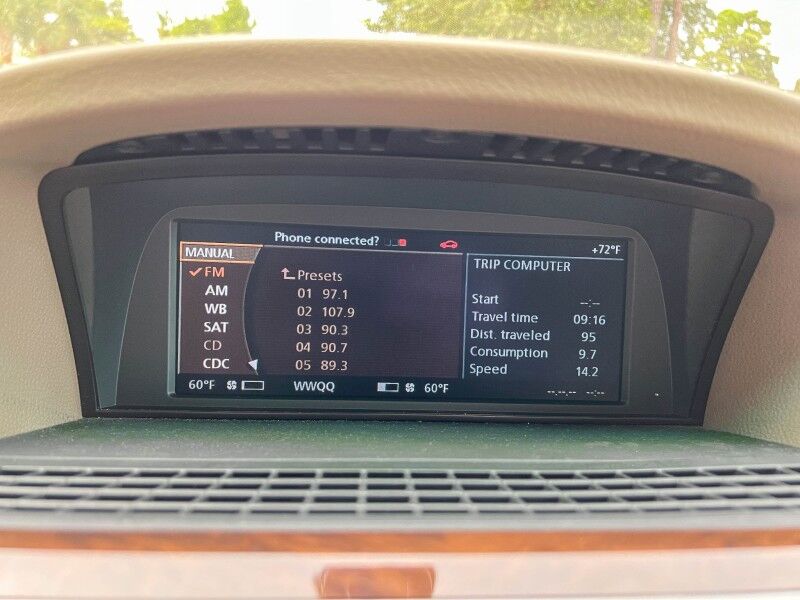 Phone connected?
+72°F
MANUAL
FM
AM
WB
SAT
CD
CDC
Presets
01 97.1
02 107.9
03 90.3
04 90.7
05 89.3
TRIP COMPUTER
Start --:--
Travel time 09:16
Dist. traveled 95
Consumption 9.7
Speed 14.2
60°F WWQQ 60°F
--.--.-- --:--